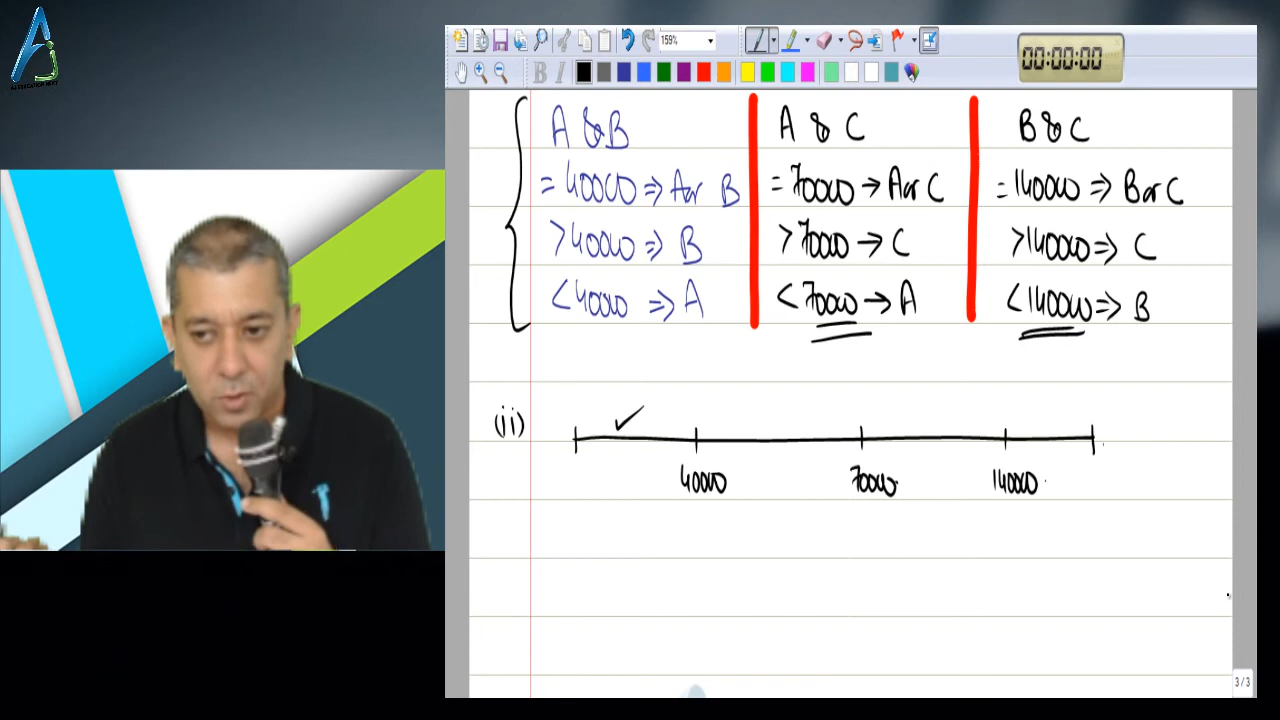 AJ
159%
00:00:00
A & B
A & C
B & C
= 40000 ⇒ A or B
= 70000 → A or C
= 140000 ⇒ B or C
> 40000 ⇒ B
> 70000 → C
> 140000 ⇒ C
< 40000 ⇒ A
< 70000 → A
< 140000 ⇒ B
(ii)
40000
70000
140000
3/3